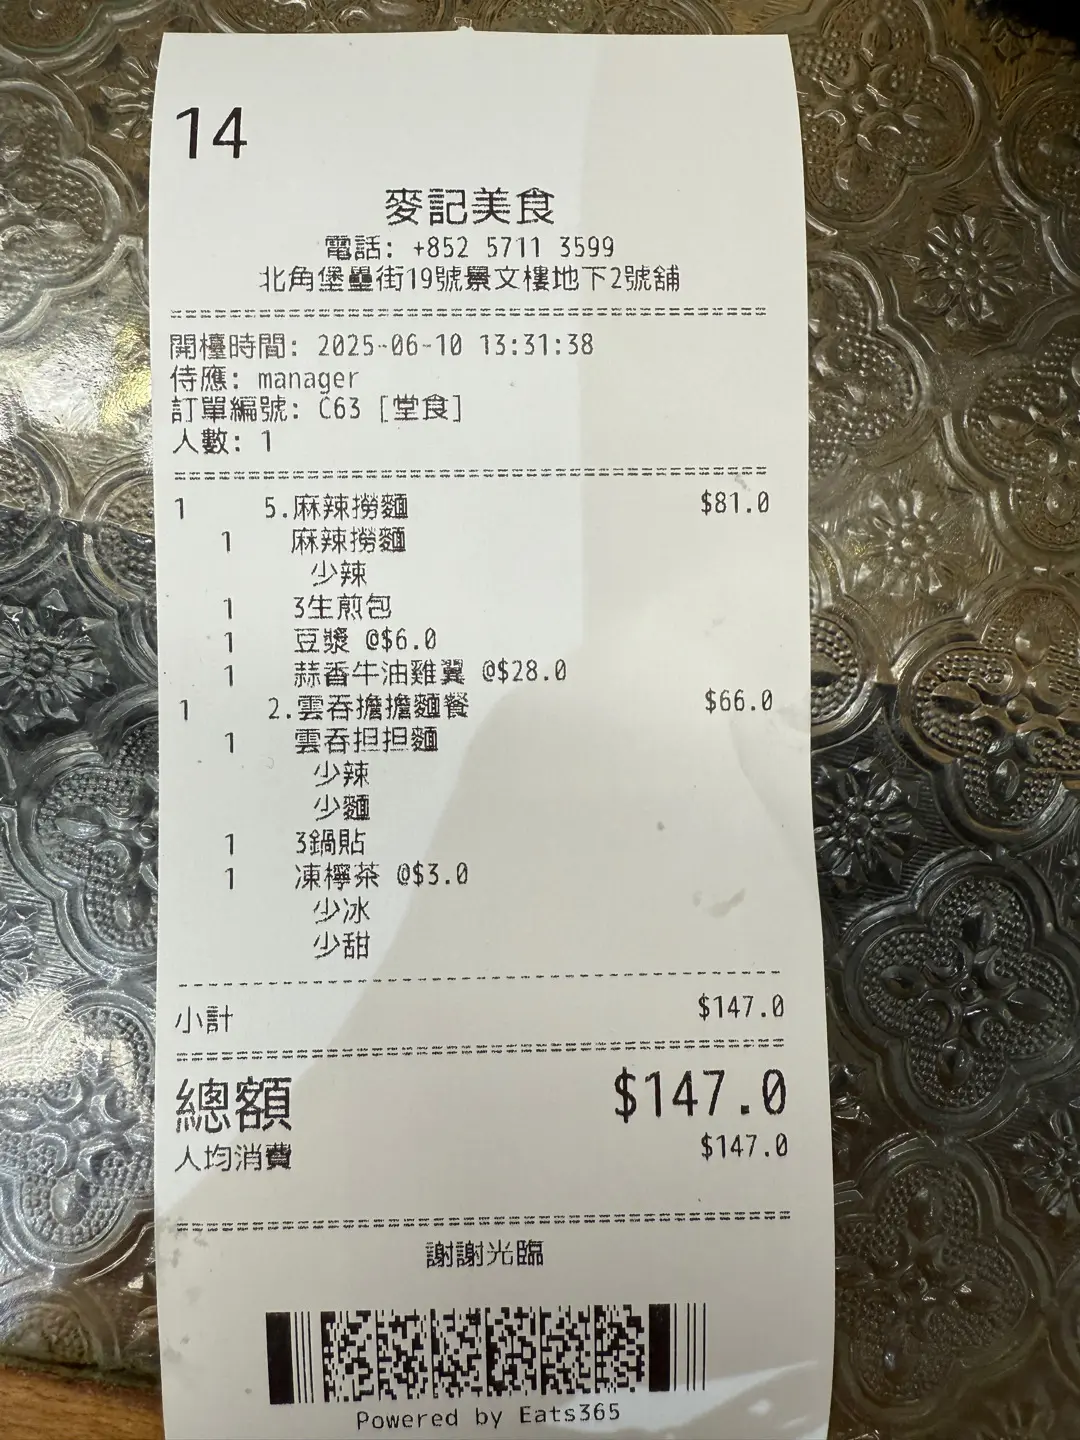 14
麥記美食
電話: +852 5711 3599
北角堡壘街19號景文樓地下2號舖
開檯時間: 2025-06-10 13:31:38
侍應: manager
訂單編號: C63 [堂食]
人數: 1
1 5.麻辣撈麵 $81.0
1 麻辣撈麵
少辣
1 3生煎包
1 豆漿 @$6.0
1 蒜香牛油雞翼 @$28.0
1 2.雲吞擔擔麵餐 $66.0
1 雲吞担担麵
少辣
少麵
1 3鍋貼
1 凍檸茶 @$3.0
少冰
少甜
小計 $147.0
總額 $147.0
人均消費 $147.0
謝謝光臨
Powered by Eats365